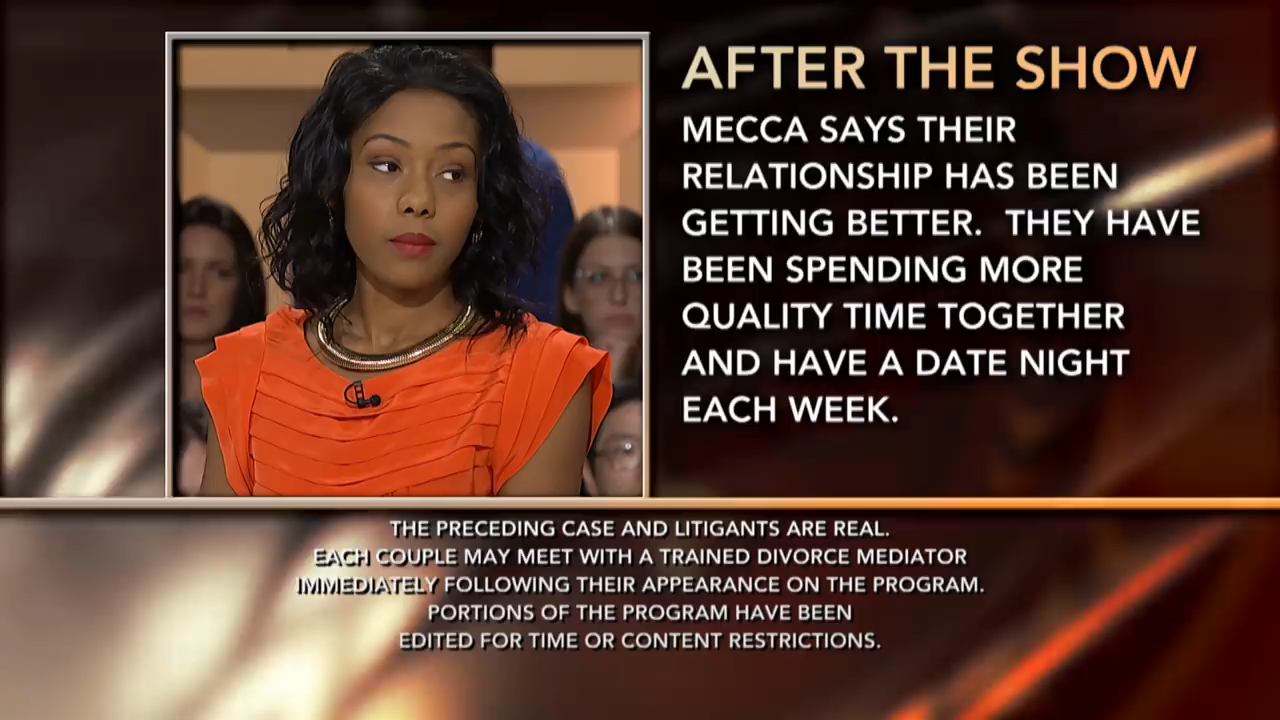 AFTER THE SHOW
MECCA SAYS THEIR
RELATIONSHIP HAS BEEN
GETTING BETTER.  THEY HAVE
BEEN SPENDING MORE
QUALITY TIME TOGETHER
AND HAVE A DATE NIGHT
EACH WEEK.
THE PRECEDING CASE AND LITIGANTS ARE REAL.
EACH COUPLE MAY MEET WITH A TRAINED DIVORCE MEDIATOR
IMMEDIATELY FOLLOWING THEIR APPEARANCE ON THE PROGRAM.
PORTIONS OF THE PROGRAM HAVE BEEN
EDITED FOR TIME OR CONTENT RESTRICTIONS.